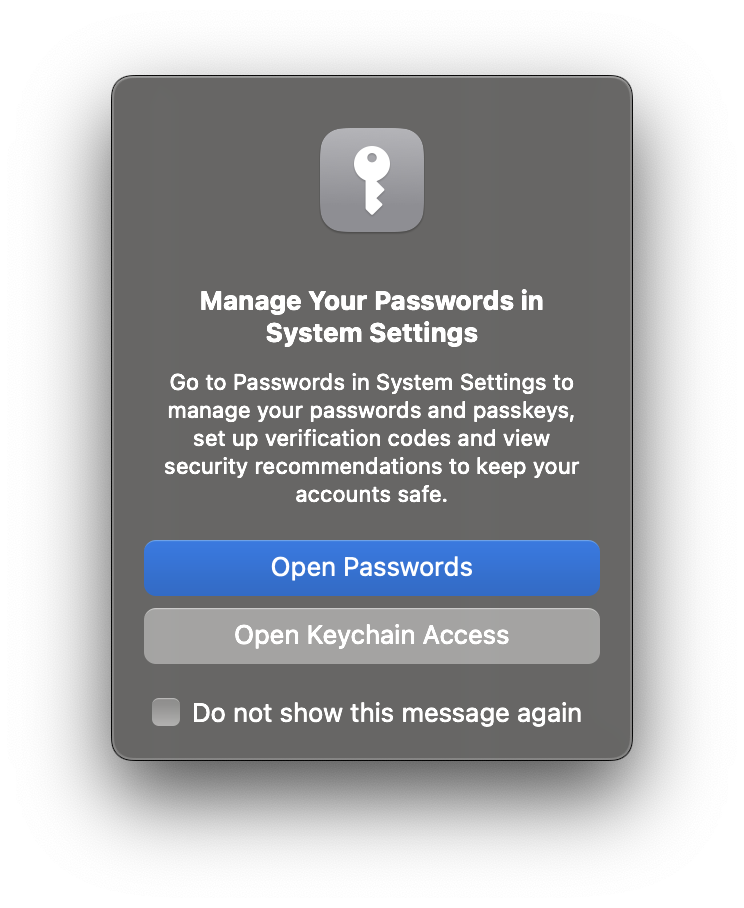 Manage Your Passwords in
System Settings
Go to Passwords in System Settings to
manage your passwords and passkeys,
set up verification codes and view
security recommendations to keep your
accounts safe.
Open Passwords
Open Keychain Access
Do not show this message again